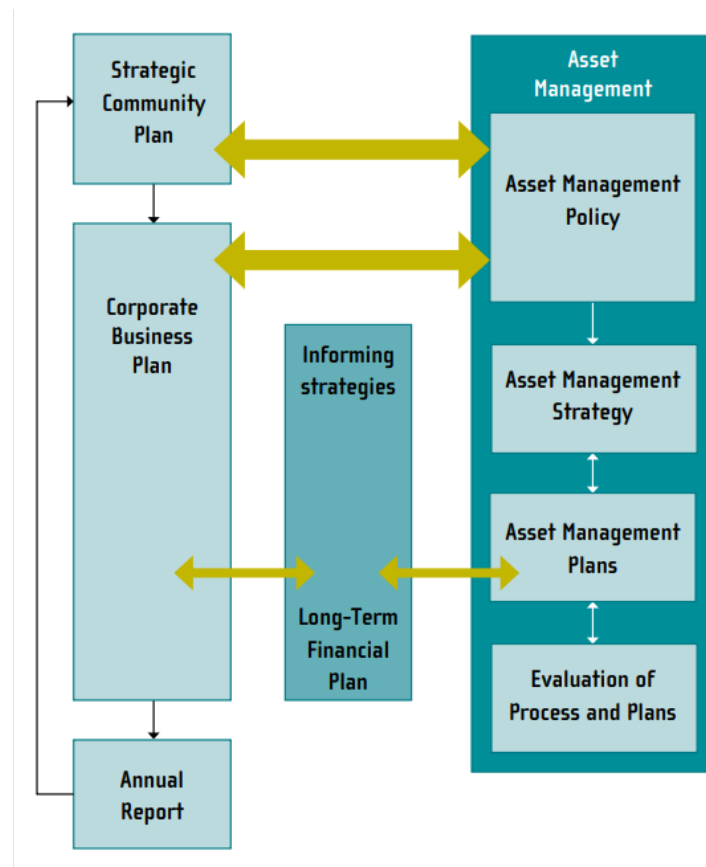 Strategic
Community
Plan
Corporate
Business
Plan
Annual
Report
Informing
strategies
Long-Term
Financial
Plan
Asset
Management
Asset Management
Policy
Asset Management
Strategy
Asset Management
Plans
Evaluation of
Process and Plans